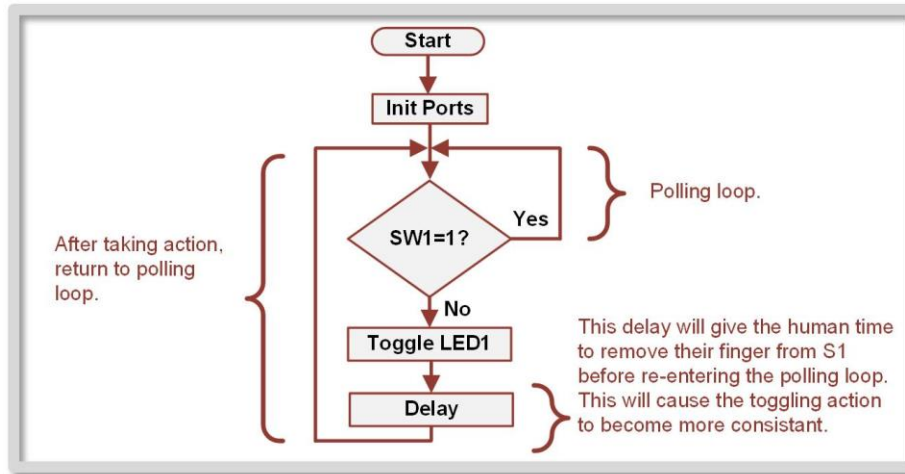 Start
Init Ports
SW1=1?
Yes
Polling loop.
After taking action,
return to polling
loop.
No
Toggle LED1
Delay
This delay will give the human time
to remove their finger from S1
before re-entering the polling loop.
This will cause the toggling action
to become more consistant.